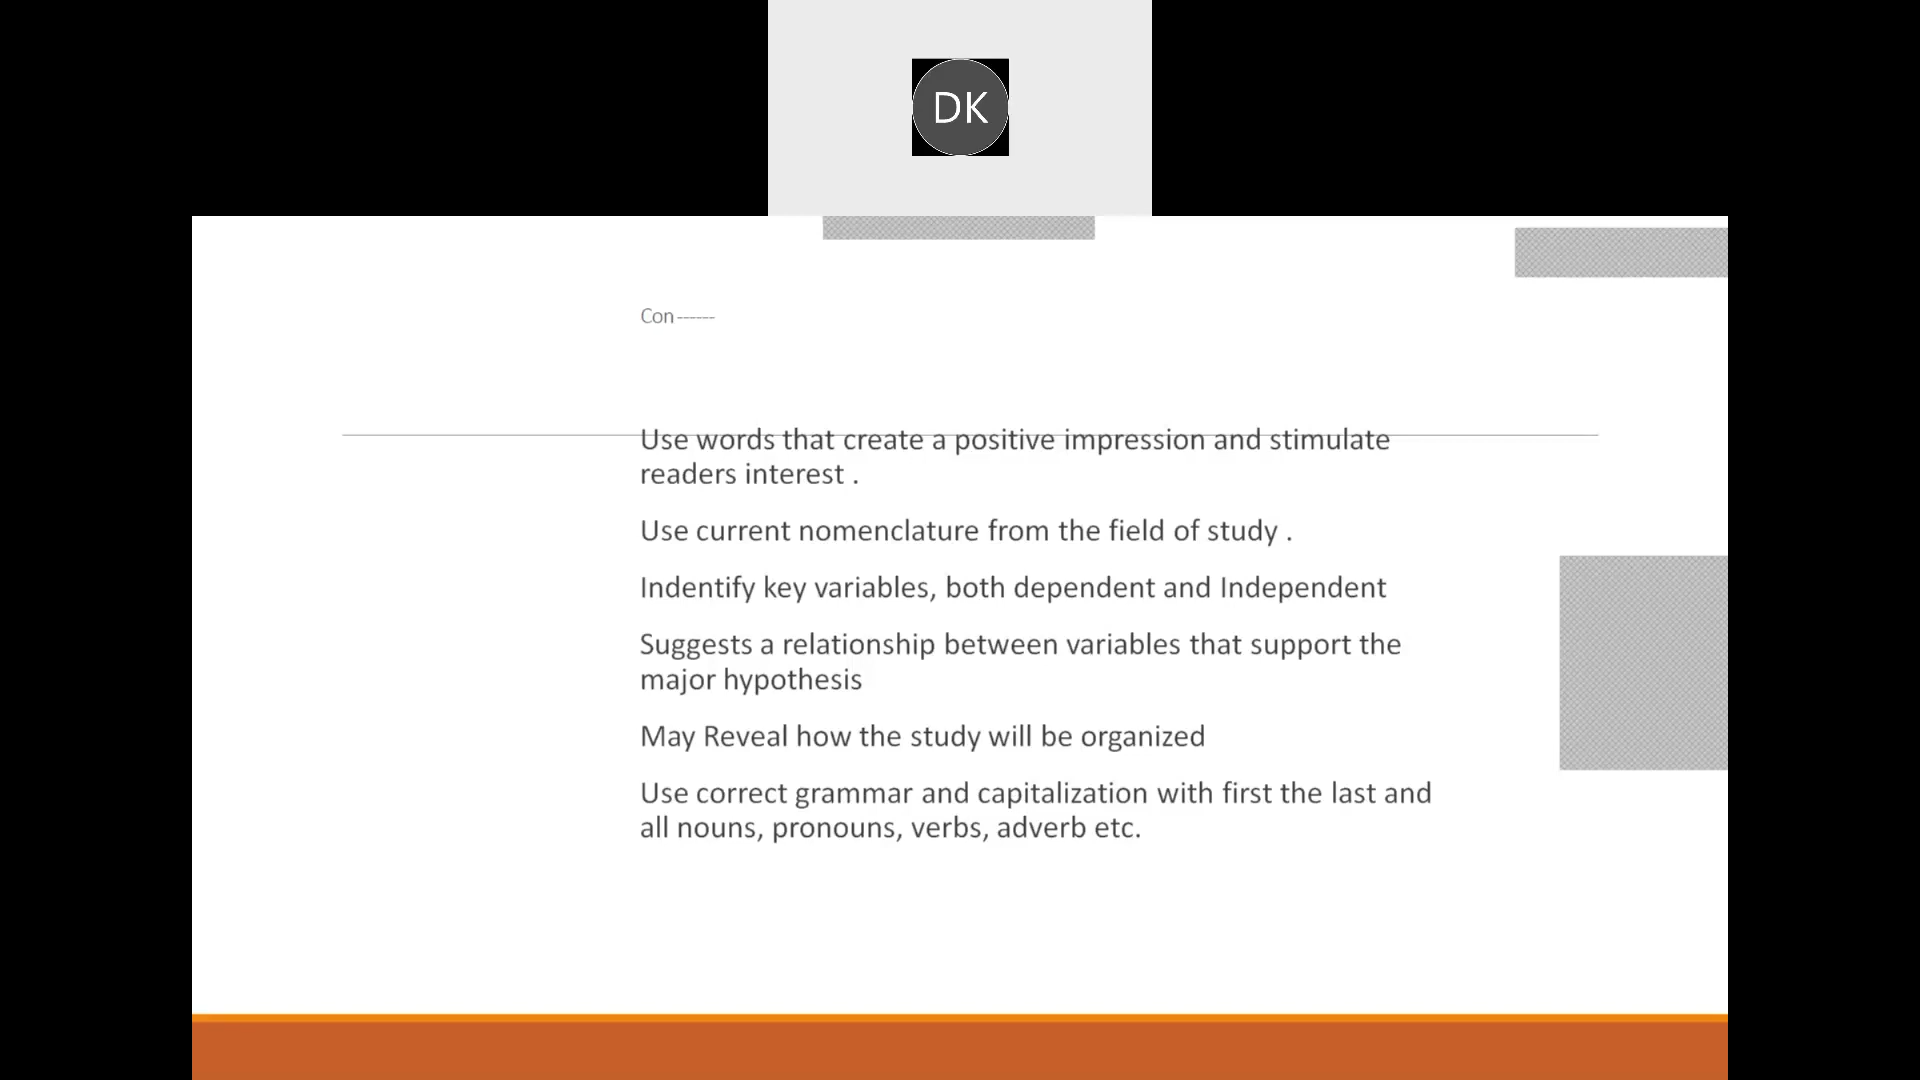 DK
Con------
Use words that create a positive impression and stimulate
readers interest .
Use current nomenclature from the field of study .
Indentify key variables, both dependent and Independent
Suggests a relationship between variables that support the
major hypothesis
May Reveal how the study will be organized
Use correct grammar and capitalization with first the last and
all nouns, pronouns, verbs, adverb etc.